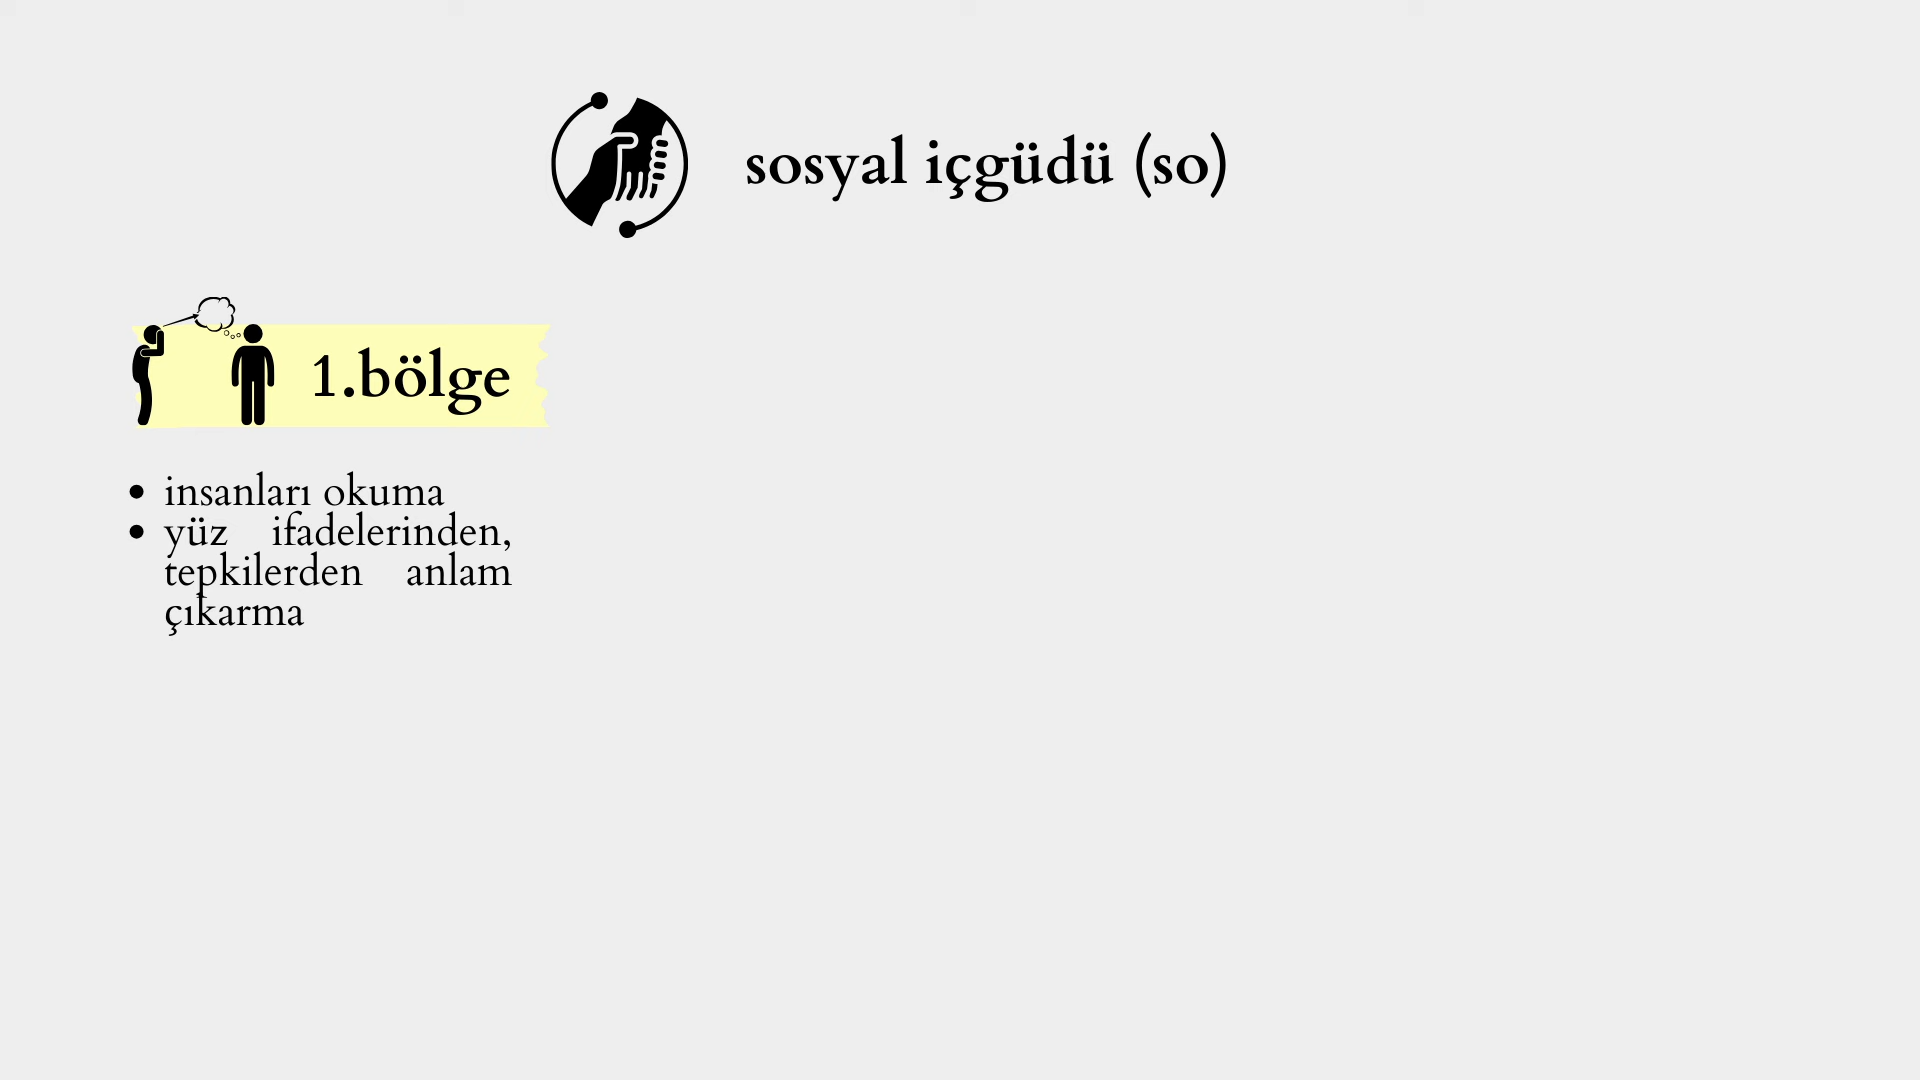 sosyal içgüdü (so)
1.bölge
• insanları okuma
• yüz ifadelerinden,
tepkilerden anlam
çıkarma